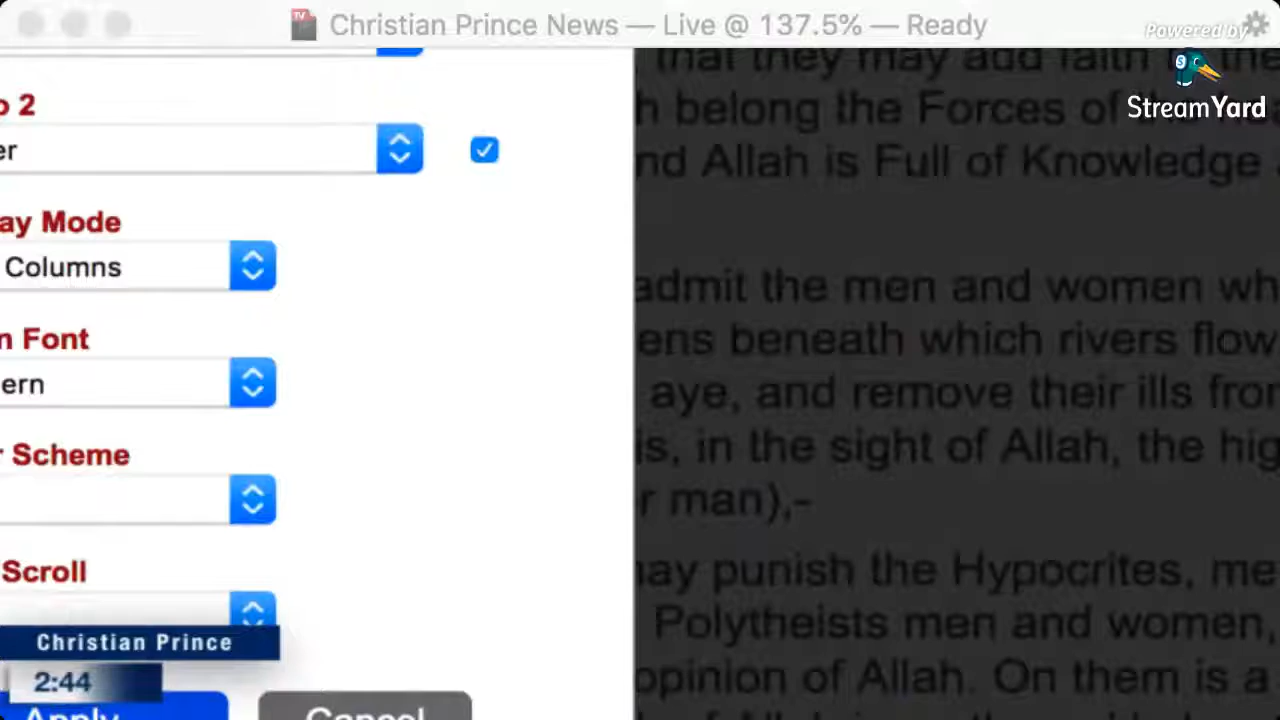 Christian Prince News — Live @ 137.5% — Ready
Powered by
StreamYard
o 2
er
ay Mode
Columns
n Font
ern
r Scheme
Scroll
Christian Prince
2:44
Apply
Cancel
that they may add faith
h belong the Forces of the
nd Allah is Full of Knowledge
admit the men and women wh
ens beneath which rivers flow
aye, and remove their ills from
is, in the sight of Allah, the hig
r man),-
may punish the Hypocrites, me
Polytheists men and women,
opinion of Allah. On them is a